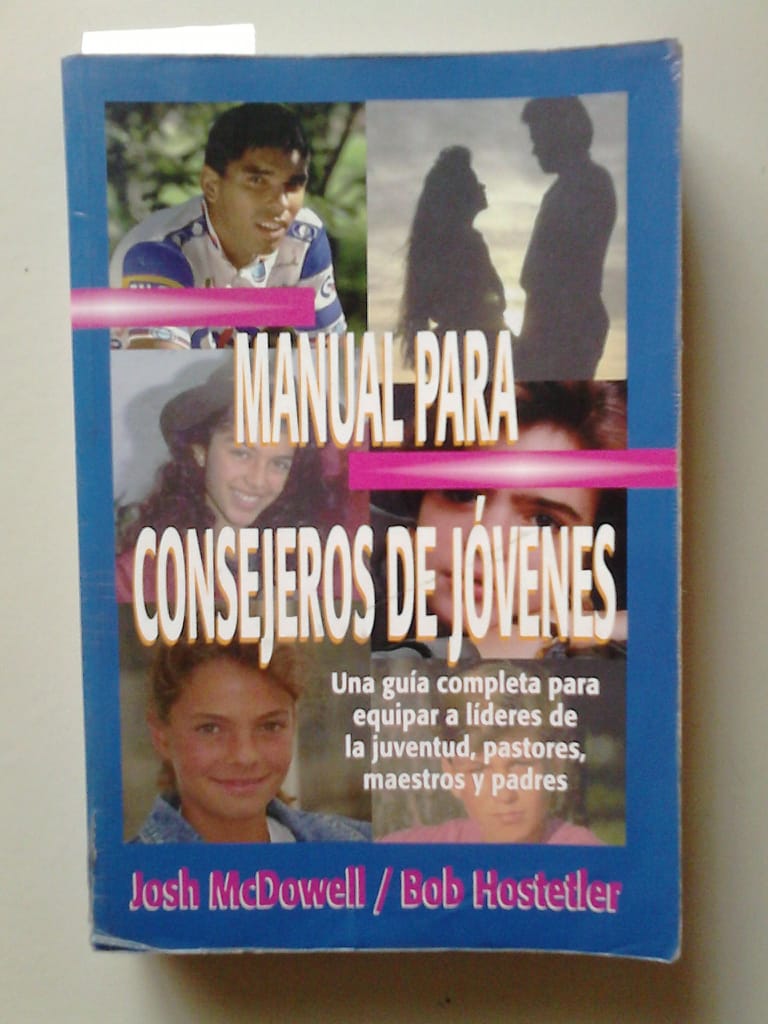 MANUAL PARA
CONSEJEROS DE JÓVENES
Una guía completa para
equipar a líderes de
la juventud, pastores,
maestros y padres
Josh McDowell / Bob Hostetler